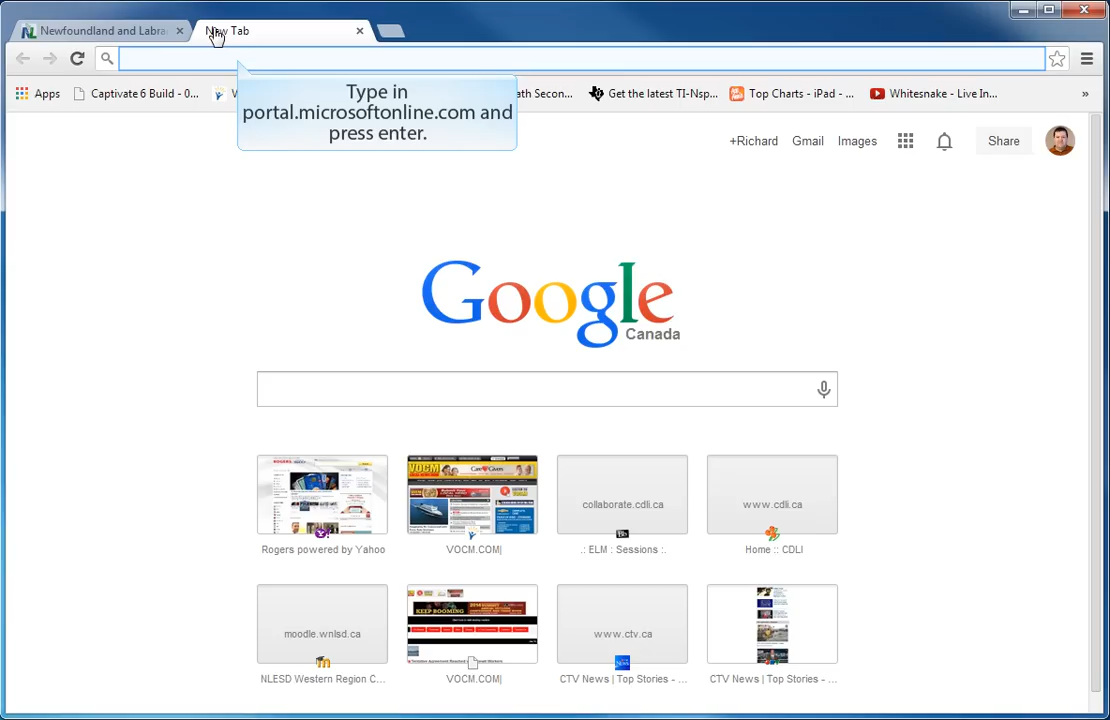 Newfoundland and Labra
New Tab
Apps
Captivate 6 Build - 0...
ath Secon...
Get the latest TI-Nsp...
Top Charts - iPad - ...
Whitesnake - Live In...
»
Type in
portal.microsoftonline.com and
press enter.
+Richard
Gmail
Images
Share
Google
Canada
collaborate.cdli.ca
www.cdli.ca
Rogers powered by Yahoo
VOCM.COM|
.: ELM : Sessions :.
Home :: CDLI
KEEP BOOMING
moodle.wnlsd.ca
www.ctv.ca
NLESD Western Region C...
VOCM.COM|
CTV News | Top Stories - ...
CTV News | Top Stories - ...